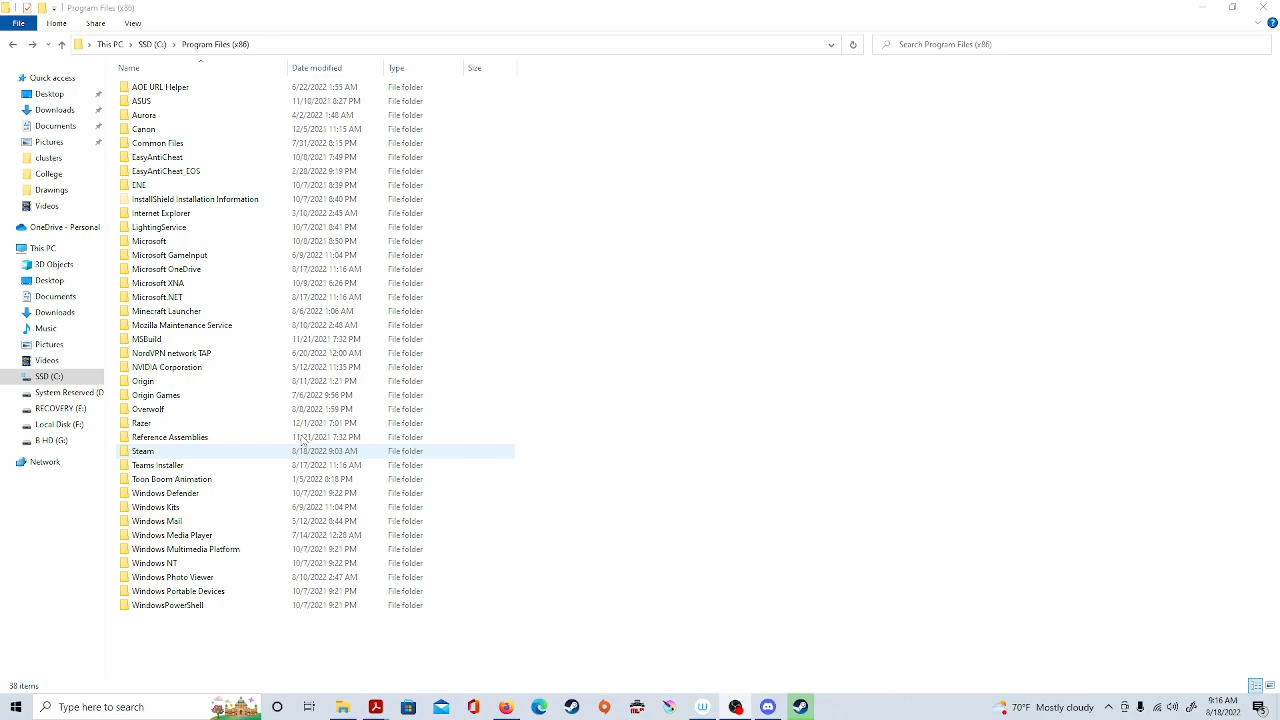 Program Files (x86)
File Home Share View
This PC SSD (C:) Program Files (x86) Search Program Files (x86)
Name Date modified Type Size
Quick access
Desktop
Downloads
Documents
Pictures
clusters
College
Drawings
Videos
OneDrive - Personal
This PC
3D Objects
Desktop
Documents
Downloads
Music
Pictures
Videos
SSD (C:)
System Reserved (D
RECOVERY (E:)
Local Disk (F:)
B HD (G:)
Network
AOE URL Helper 6/22/2022 1:55 AM File folder
ASUS 11/10/2021 8:27 PM File folder
Aurora 4/2/2022 1:48 AM File folder
Canon 12/5/2021 11:15 AM File folder
Common Files 7/31/2022 8:15 PM File folder
EasyAntiCheat 10/8/2021 7:49 PM File folder
EasyAntiCheat_EOS 2/28/2022 9:19 PM File folder
ENE 10/7/2021 8:39 PM File folder
InstallShield Installation Information 10/7/2021 8:40 PM File folder
Internet Explorer 3/10/2022 2:45 AM File folder
LightingService 10/7/2021 8:41 PM File folder
Microsoft 10/8/2021 8:50 PM File folder
Microsoft GameInput 6/9/2022 11:04 PM File folder
Microsoft OneDrive 8/17/2022 11:16 AM File folder
Microsoft XNA 10/9/2021 6:26 PM File folder
Microsoft.NET 8/17/2022 11:16 AM File folder
Minecraft Launcher 8/6/2022 1:06 AM File folder
Mozilla Maintenance Service 8/10/2022 2:48 AM File folder
MSBuild 11/21/2021 7:32 PM File folder
NordVPN network TAP 6/20/2022 12:00 AM File folder
NVIDIA Corporation 5/12/2022 11:35 PM File folder
Origin 8/11/2022 1:21 PM File folder
Origin Games 7/6/2022 9:56 PM File folder
Overwolf 8/8/2022 1:59 PM File folder
Razer 12/1/2021 7:01 PM File folder
Reference Assemblies 11/21/2021 7:32 PM File folder
Steam 8/18/2022 9:03 AM File folder
Teams Installer 8/17/2022 11:16 AM File folder
Toon Boom Animation 1/5/2022 8:18 PM File folder
Windows Defender 10/7/2021 9:22 PM File folder
Windows Kits 6/9/2022 11:04 PM File folder
Windows Mail 5/12/2022 8:44 PM File folder
Windows Media Player 7/14/2022 12:28 AM File folder
Windows Multimedia Platform 10/7/2021 9:21 PM File folder
Windows NT 10/7/2021 9:22 PM File folder
Windows Photo Viewer 8/10/2022 2:47 AM File folder
Windows Portable Devices 10/7/2021 9:21 PM File folder
WindowsPowerShell 10/7/2021 9:21 PM File folder
38 items
Type here to search 70°F Mostly cloudy 9:16 AM
8/18/2022